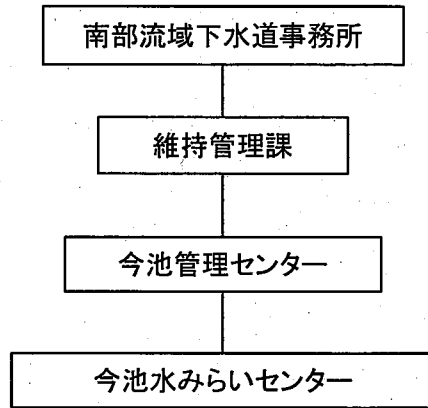 南部流域下水道事務所
維持管理課
今池管理センター
今池水みらいセンター